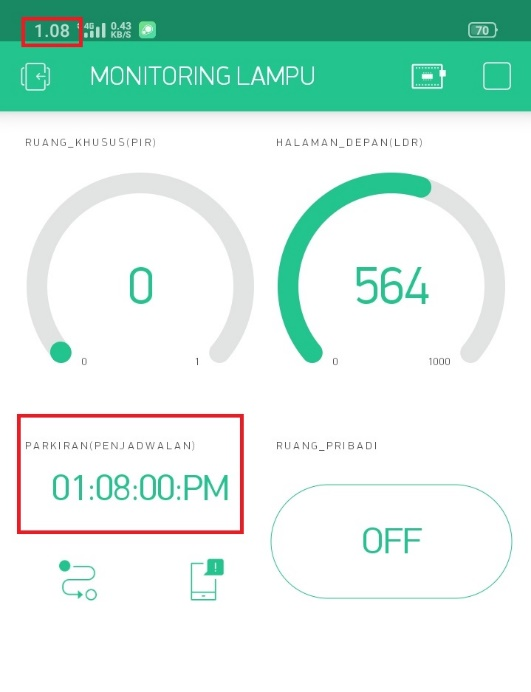 1.08 4G 0.43 KB/S 70
MONITORING LAMPU
RUANG_KHUSUS(PIR) HALAMAN_DEPAN(LDR)
0 564
0 1 0 1000
PARKIRAN(PENJADWALAN) RUANG_PRIBADI
01:08:00:PM
OFF